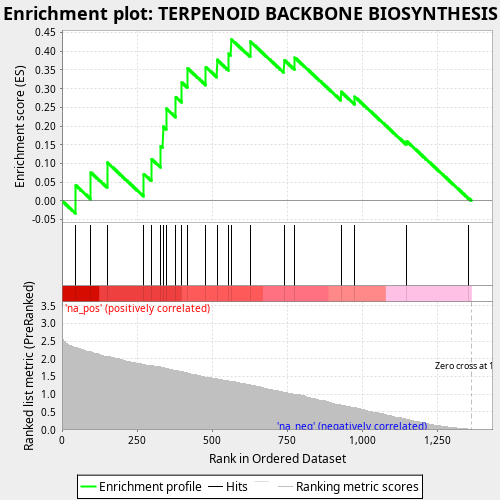 Enrichment plot: TERPENOID BACKBONE BIOSYNTHESIS
Enrichment score (ES)
0.45
0.40
0.35
0.30
0.25
0.20
0.15
0.10
0.05
0.00
-0.05
'na_pos' (positively correlated)
Ranked list metric (PreRanked)
3.5
3.0
2.5
2.0
1.5
1.0
0.5
0.0
Zero cross at 1
'na_neg' (negatively correlated)
0 250 500 750 1,000 1,250
Rank in Ordered Dataset
Enrichment profile Hits Ranking metric scores